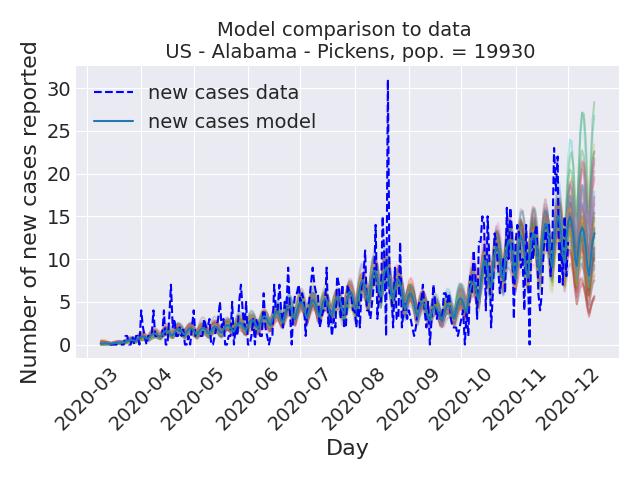 Model comparison to data
US - Alabama - Pickens, pop. = 19930
Number of new cases reported
30
25
20
15
10
5
0
new cases data
new cases model
2020-03
2020-04
2020-05
2020-06
2020-07
2020-08
2020-09
2020-10
2020-11
2020-12
Day